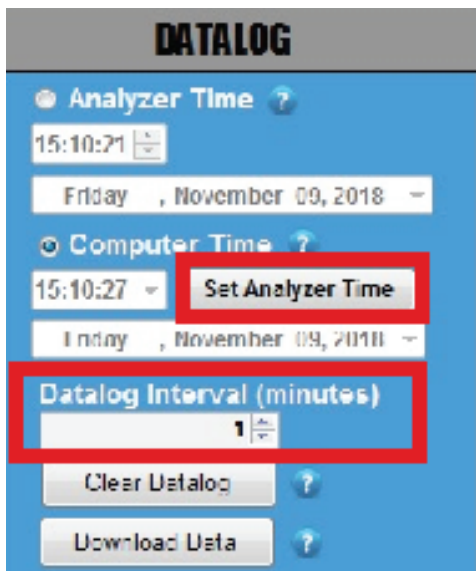 DATALOG
Analyzer Time ?
15:10:21
Friday , November 09, 2018
Computer Time ?
15:10:27 Set Analyzer Time
Friday , November 09, 2018
Datalog Interval (minutes)
1
Clear Datalog ?
Download Data ?